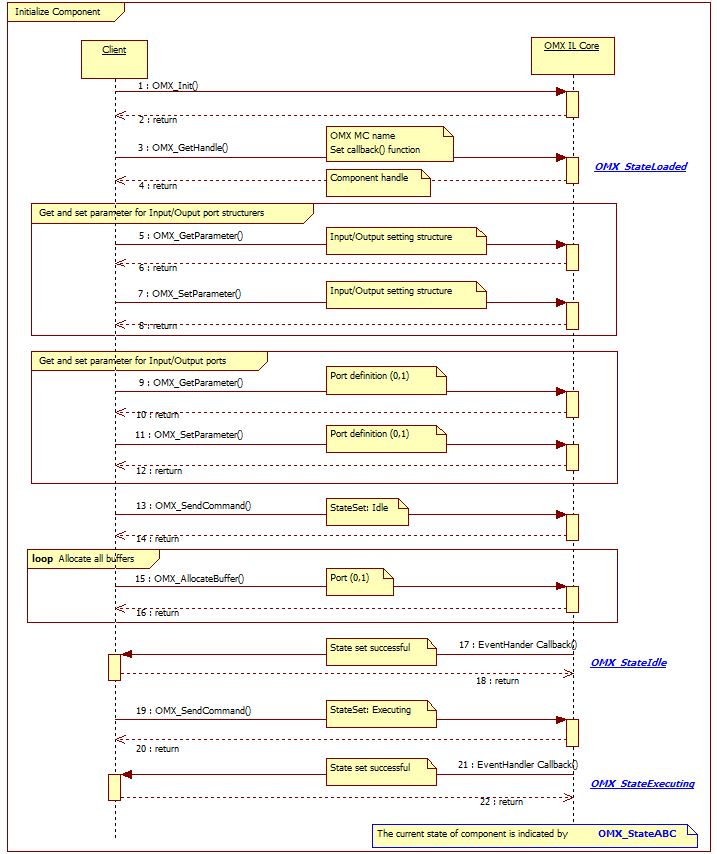 Initialize Component
Client
OMX IL Core
1 : OMX_Init()
2 : return
OMX MC name
Set callback() function
3 : OMX_GetHandle()
OMX_StateLoaded
Component handle
4 : return
Get and set parameter for Input/Ouput port structurers
5 : OMX_GetParameter()
Input/Output setting structure
6 : return
7 : OMX_SetParameter()
Input/Output setting structure
8 : return
Get and set parameter for Input/Output ports
9 : OMX_GetParameter()
Port definition (0,1)
10 : return
11 : OMX_SetParameter()
Port definition (0,1)
12 : rerturn
13 : OMX_SendCommand()
StateSet: Idle
14 : return
loop Allocate all buffers
15 : OMX_AllocateBuffer()
Port (0,1)
16 : return
State set successful
17 : EventHander Callback()
OMX_StateIdle
18 : return
19 : OMX_SendCommand()
StateSet: Executing
20 : return
State set successful
21 : EventHandler Callback()
OMX_StateExecuting
22 : return
The current state of component is indicated by OMX_StateABC